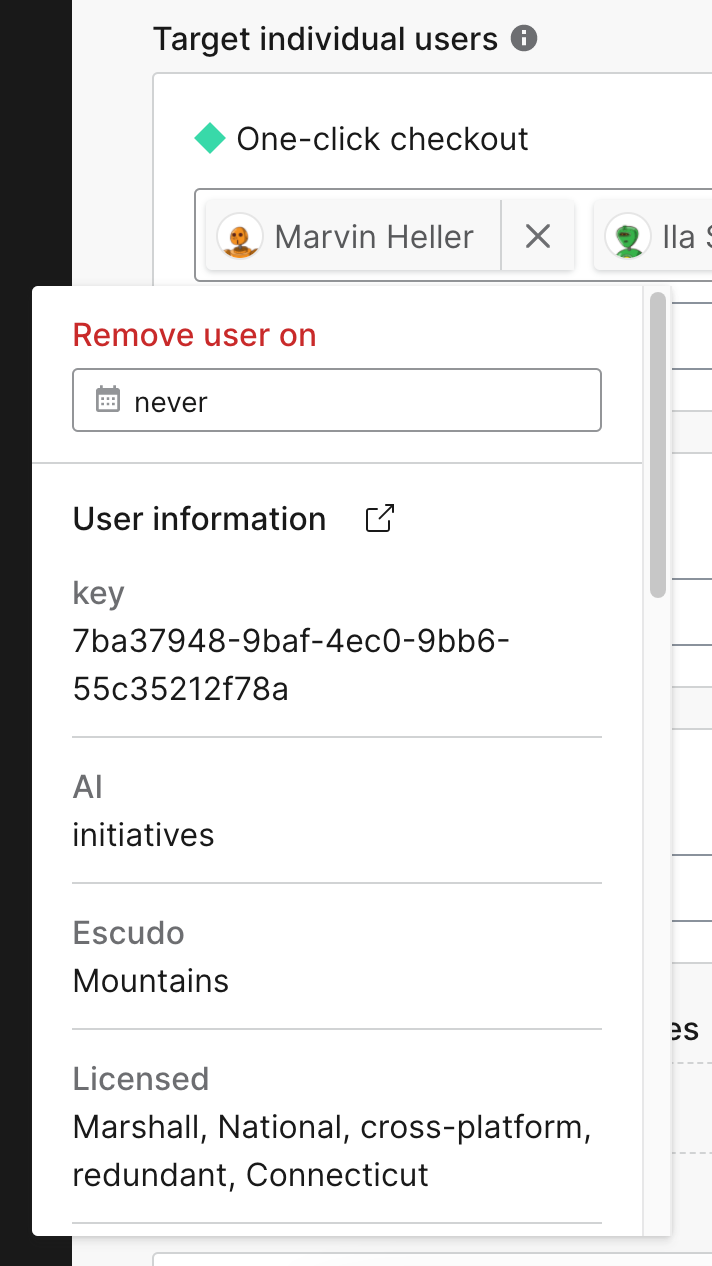 Target individual users
One-click checkout
Marvin Heller
Ila
Remove user on
never
User information
key
7ba37948-9baf-4ec0-9bb6-
55c35212f78a
AI
initiatives
Escudo
Mountains
es
Licensed
Marshall, National, cross-platform,
redundant, Connecticut